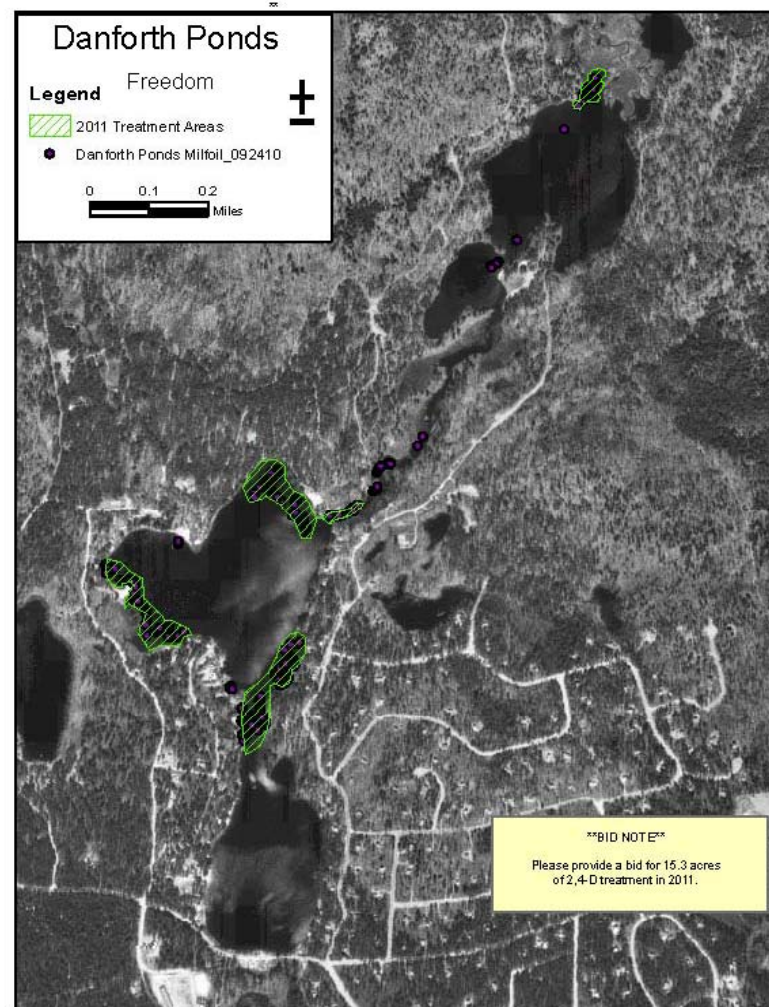 **
Danforth Ponds
Freedom
Legend
2011 Treatment Areas
Danforth Ponds Milfoil_092410
0 0.1 0.2
Miles
**BID NOTE**
Please provide a bid for 15.3 acres
of 2,4-D treatment in 2011.